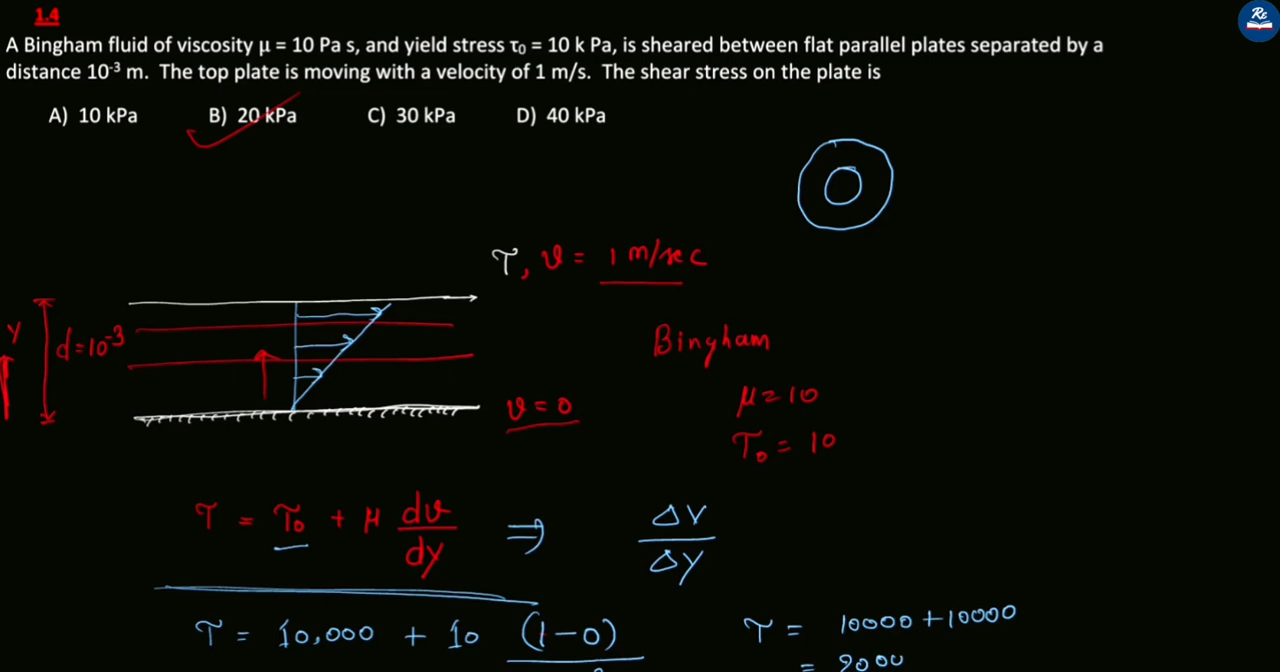 1.4
Re
A Bingham fluid of viscosity μ = 10 Pa s, and yield stress τ₀ = 10 k Pa, is sheared between flat parallel plates separated by a
distance 10⁻³ m. The top plate is moving with a velocity of 1 m/s. The shear stress on the plate is
A) 10 kPa B) 20 kPa C) 30 kPa D) 40 kPa
τ, v = 1 m/sec
y d=10⁻³
Bingham
v = 0
μ = 10
τ₀ = 10
τ = τ₀ + μ dv/dy ⇒ ΔV/ΔY
τ = 10,000 + 10 (1-0)
τ = 10000 + 10000